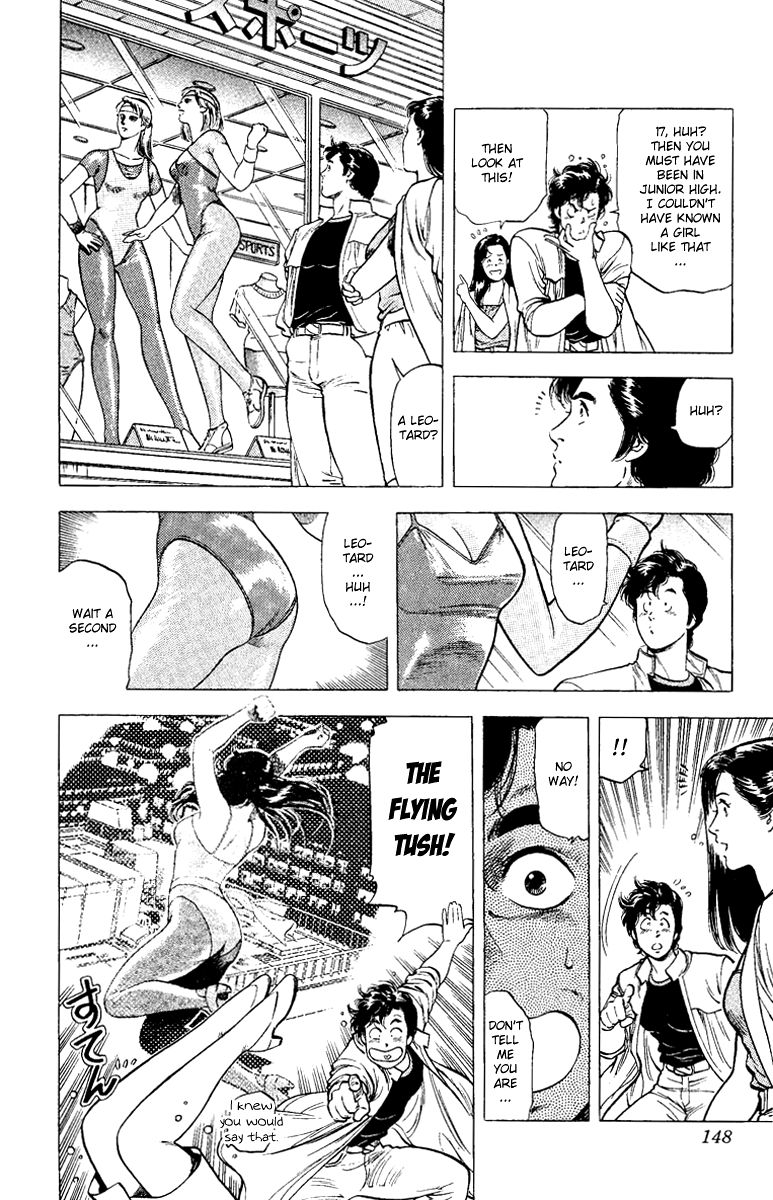 17, HUH?
THEN YOU
MUST HAVE
BEEN IN
JUNIOR HIGH.
I COULDN'T
HAVE KNOWN
A GIRL
LIKE THAT
...
THEN
LOOK AT
THIS!
HUH?
スポーツ
SPORTS
A LEO-
TARD?
LEO-
TARD
...
LEO-
TARD
...
HUH
...!
WAIT A
SECOND
...
!!
NO
WAY!
DON'T
TELL
ME
YOU
ARE
...
THE
FLYING
TUSH!
すてん
I knew
you would
say that.
148